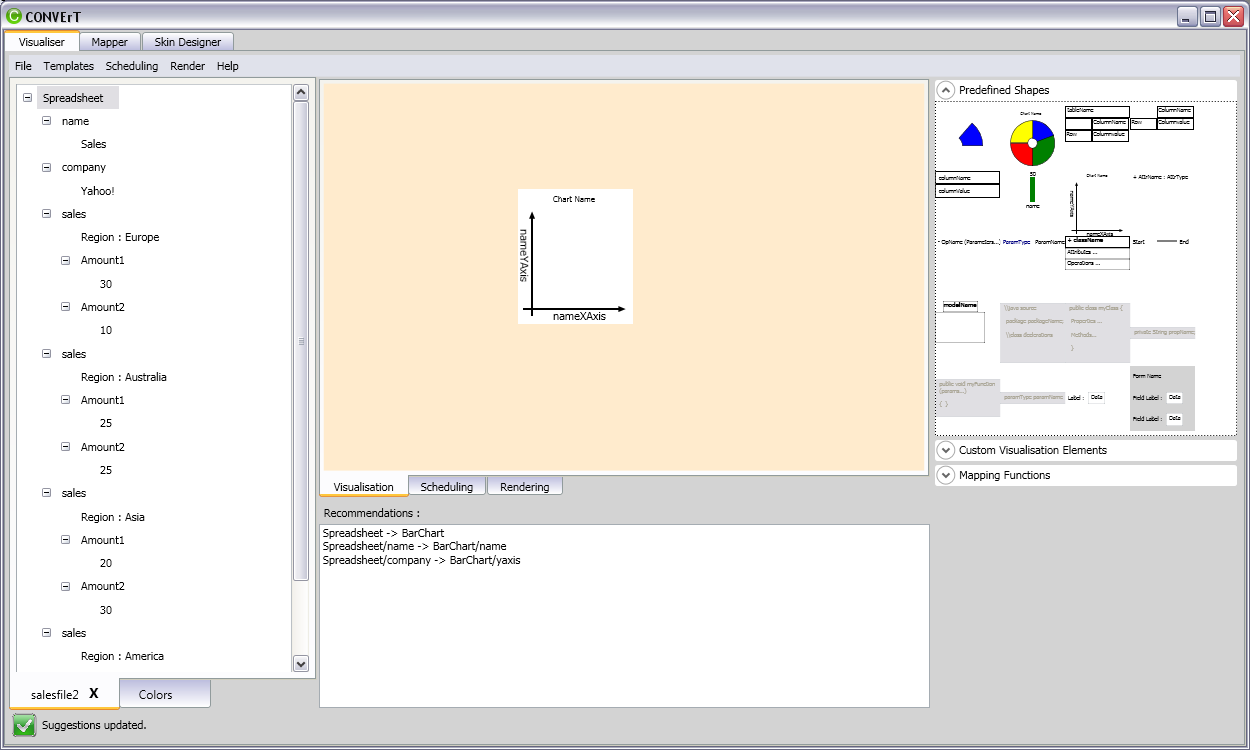 CONVErT
Visualiser Mapper Skin Designer
File Templates Scheduling Render Help
Spreadsheet
name
Sales
company
Yahoo!
sales
Region : Europe
Amount1
30
Amount2
10
sales
Region : Australia
Amount1
25
Amount2
25
sales
Region : Asia
Amount1
20
Amount2
30
sales
Region : America
salesfile2 X Colors
Suggestions updated.
Chart Name
nameYAxis
nameXAxis
Visualisation Scheduling Rendering
Recommendations :
Spreadsheet -> BarChart
Spreadsheet/name -> BarChart/name
Spreadsheet/company -> BarChart/yaxis
Predefined Shapes
Chart Name
tableName
ColumnName
Row Columnvalue
ColumnName
Row Columnvalue
columnName
columnValue
50
name
Chart Name
nameYAxis
nameXAxis
+ AttrName : AttrType
- OpName (Parameters...) ParamType ParamName
+ className
Attributes ...
Operations ...
Start End
modelName
\\java source:
package packageName;
\\class declarations
public class myClass {
Properties ...
Methods...
}
private String propName;
public void myFunction
(params...)
{ }
paramType paramName
Label : Data
Form Name
Field Label : Data
Field Label : Data
Custom Visualisation Elements
Mapping Functions